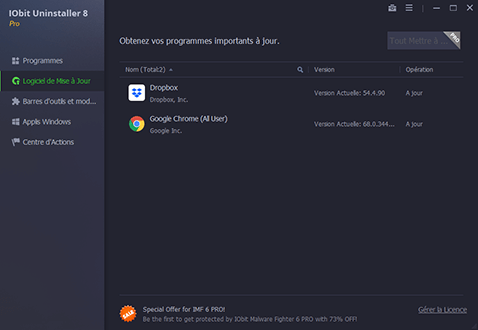 IObit Uninstaller 8
Pro
Obtenez vos programmes importants à jour.
Tout Mettre à ...
PRO
Programmes
Logiciel de Mise à Jour
Barres d'outils et mod...
Applis Windows
Centre d'Actions
Nom (Total:2)
Version
Opération
Dropbox
Dropbox, Inc.
Version Actuelle: 54.4.90
A jour
Google Chrome (All User)
Google Inc.
Version Actuelle: 68.0.344...
A jour
SALE
Special Offer for IMF 6 PRO!
Be the first to get protected by IObit Malware Fighter 6 PRO with 73% OFF!
Gérer la Licence